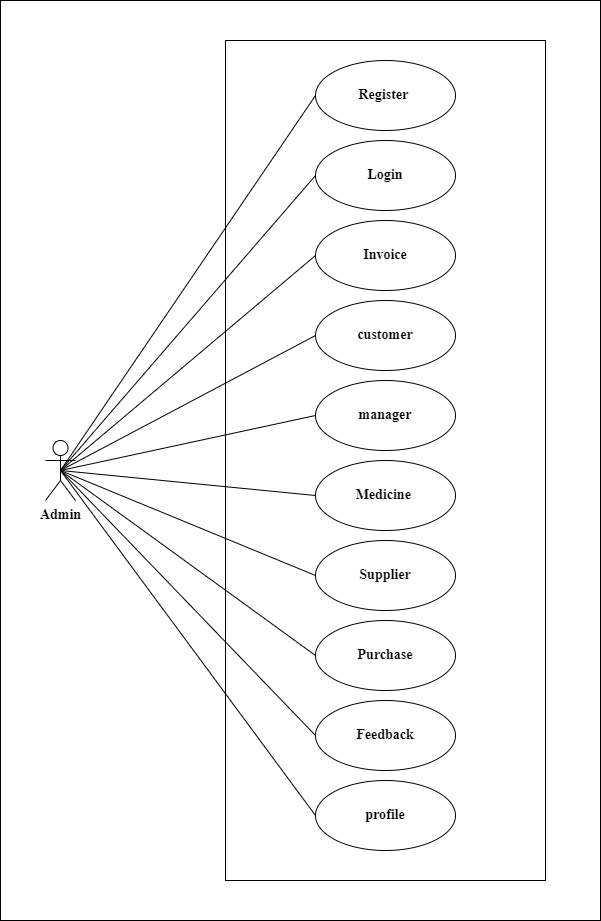 Register
Login
Invoice
customer
manager
Medicine
Admin
Supplier
Purchase
Feedback
profile